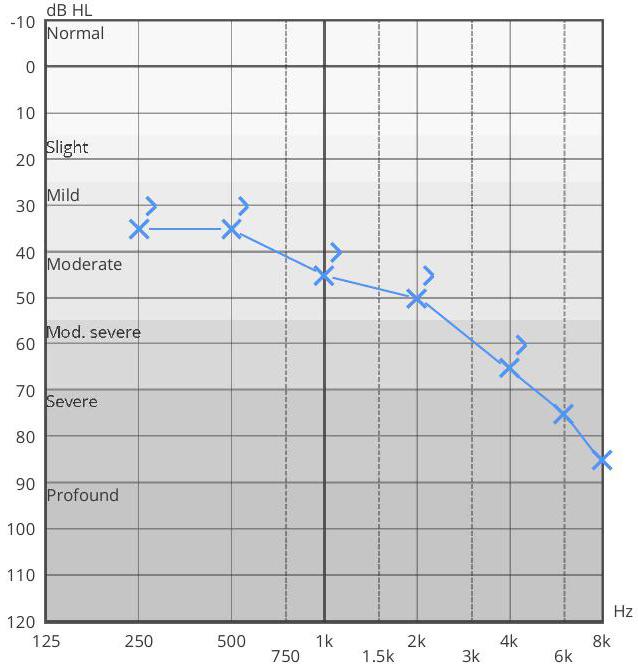 dB HL
-10
Normal
0
10
Slight
20
Mild
30
40
Moderate
50
Mod. severe
60
70
Severe
80
90
Profound
100
110
120
Hz
125 250 500 1k 2k 4k 8k
750 1.5k 3k 6k